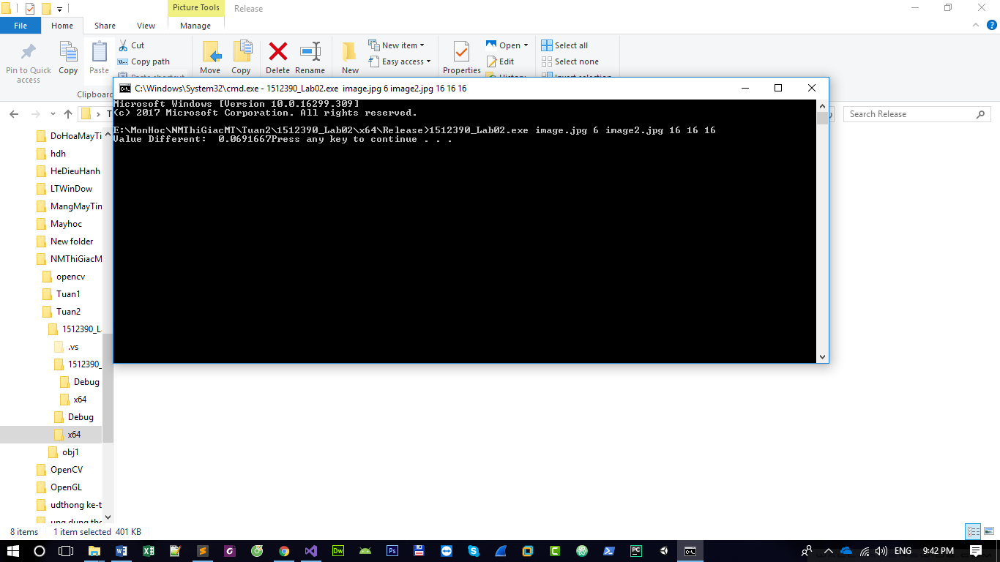 Picture Tools
Release
File
Home
Share
View
Manage
Pin to Quick access
Copy
Paste
Cut
Copy path
Paste shortcut
Move
Copy
Delete
Rename
New
New item
Easy access
Properties
Open
Edit
History
Select all
Select none
Invert selection
Clipboard
C:\Windows\System32\cmd.exe - 1512390_Lab02.exe image.jpg 6 image2.jpg 16 16 16
Microsoft Windows [Version 10.0.16299.309]
(c) 2017 Microsoft Corporation. All rights reserved.
E:\MonHoc\NMThiGiacMT\Tuan2\1512390_Lab02\x64\Release>1512390_Lab02.exe image.jpg 6 image2.jpg 16 16 16
Value Different:  0.0691667Press any key to continue . . .
Search Release
DoHoaMayTi
hdh
HeDieuHanh
LTWinDow
MangMayTin
Mayhoc
New folder
NMThiGiacM
opencv
Tuan1
Tuan2
1512390_L
.vs
1512390_
Debug
x64
Debug
x64
obj1
OpenCV
OpenGL
udthong ke-t
ung dung the
8 items
1 item selected 401 KB
ENG
9:42 PM